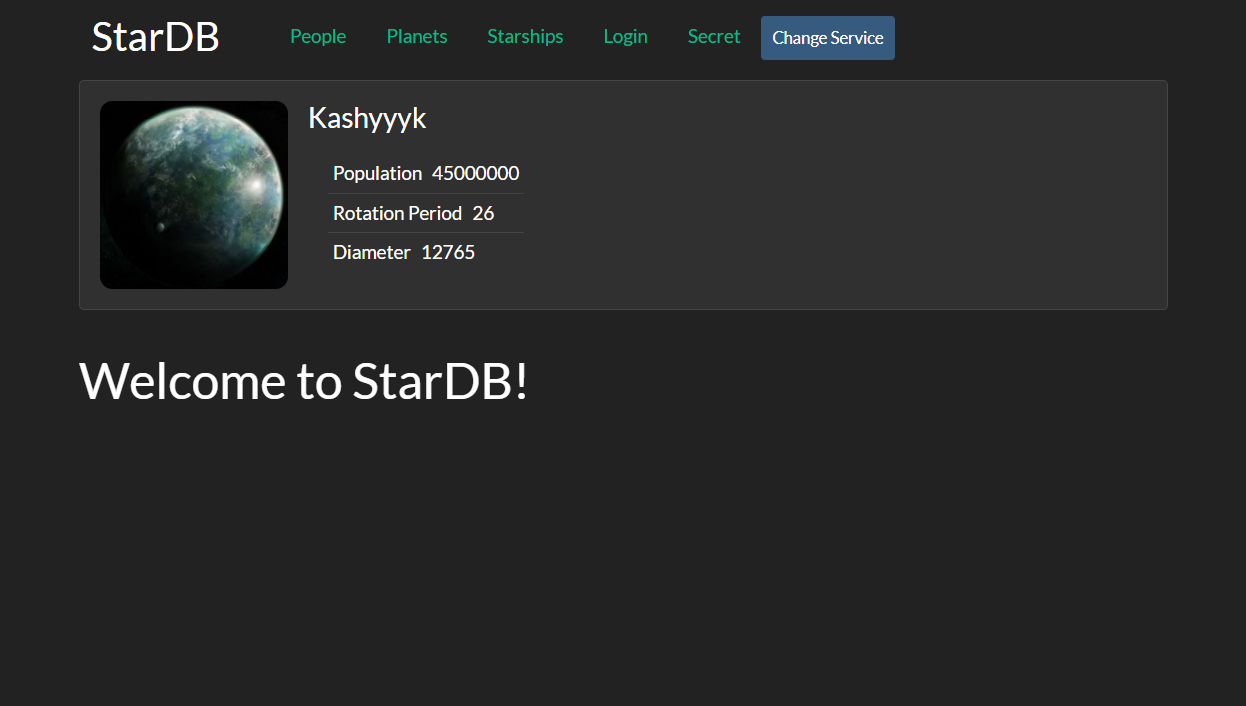 StarDB People Planets Starships Login Secret Change Service
Kashyyyk
Population 45000000
Rotation Period 26
Diameter 12765
Welcome to StarDB!